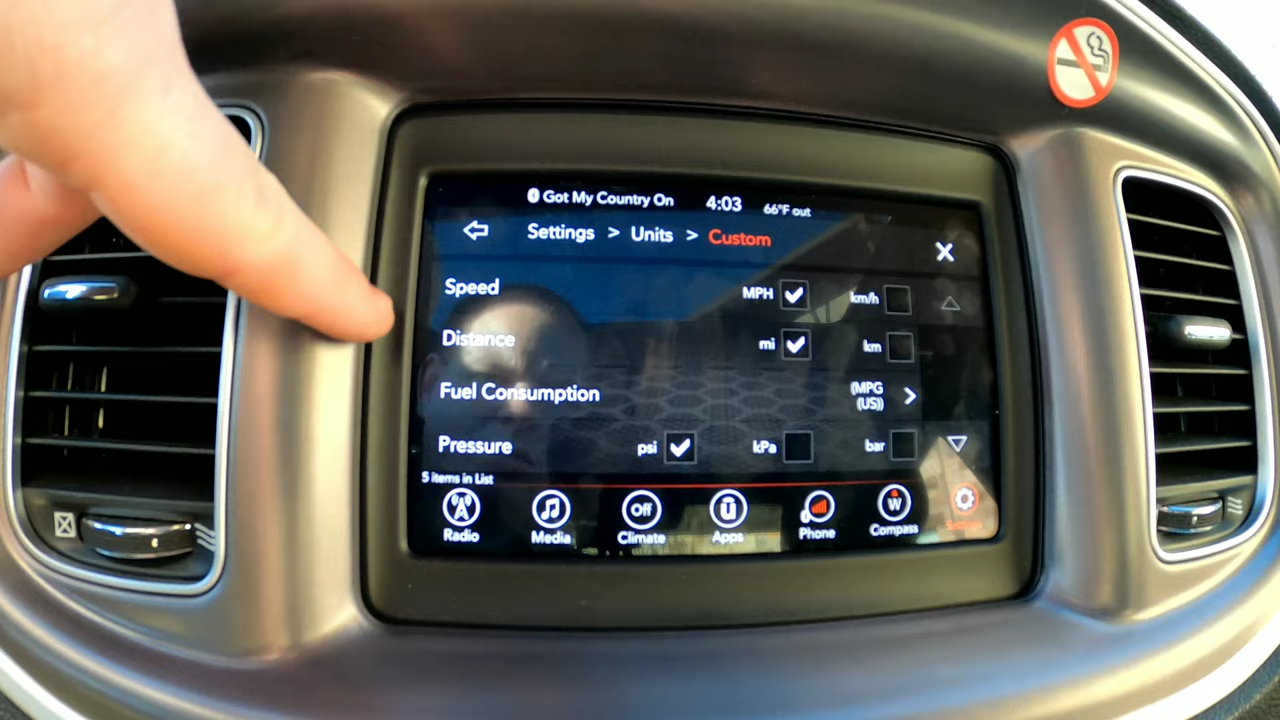 Got My Country On 4:03 66°F out
Settings > Units > Custom
Speed MPH km/h
Distance mi km
Fuel Consumption (MPG
(US))
Pressure psi kPa bar
5 items in List
Off ū W
Radio Media Climate Apps Phone Compass